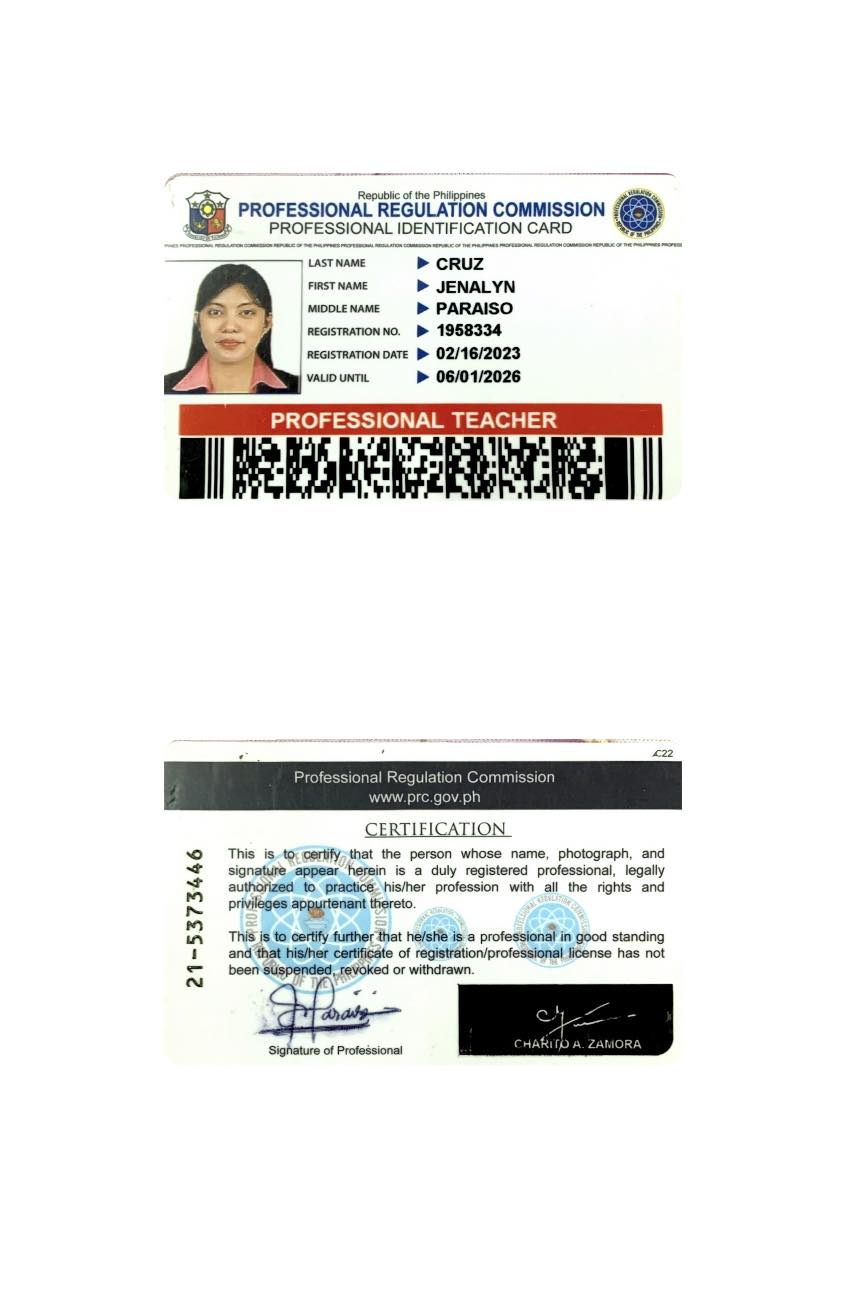 Republic of the Philippines
PROFESSIONAL REGULATION COMMISSION
PROFESSIONAL IDENTIFICATION CARD
PROFESSIONAL REGULATION COMMISSION REPUBLIC OF THE PHILIPPINES PROFESSIONAL REGULATION COMMISSION REPUBLIC OF THE PHILIPPINES PROFESSIONAL REGULATION COMMISSION REPUBLIC OF THE PHILIPPINES
LAST NAME CRUZ
FIRST NAME JENALYN
MIDDLE NAME PARAISO
REGISTRATION NO. 1958334
REGISTRATION DATE 02/16/2023
VALID UNTIL 06/01/2026
PROFESSIONAL TEACHER
C22
Professional Regulation Commission
www.prc.gov.ph
CERTIFICATION
This is to certify that the person whose name, photograph, and
signature appear herein is a duly registered professional, legally
authorized to practice his/her profession with all the rights and
privileges appurtenant thereto.
This is to certify further that he/she is a professional in good standing
and that his/her certificate of registration/professional license has not
been suspended, revoked or withdrawn.
21-5373446
Signature of Professional
CHARITO A. ZAMORA